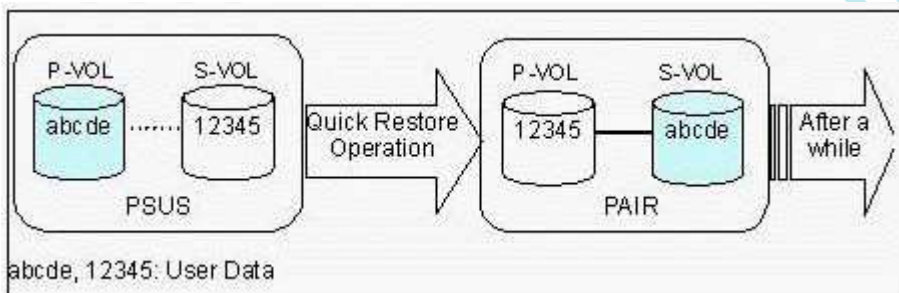 P-VOL S-VOL
abcde 12345
PSUS
Quick Restore
Operation
P-VOL S-VOL
12345 abcde
PAIR
After a
while
abcde, 12345: User Data